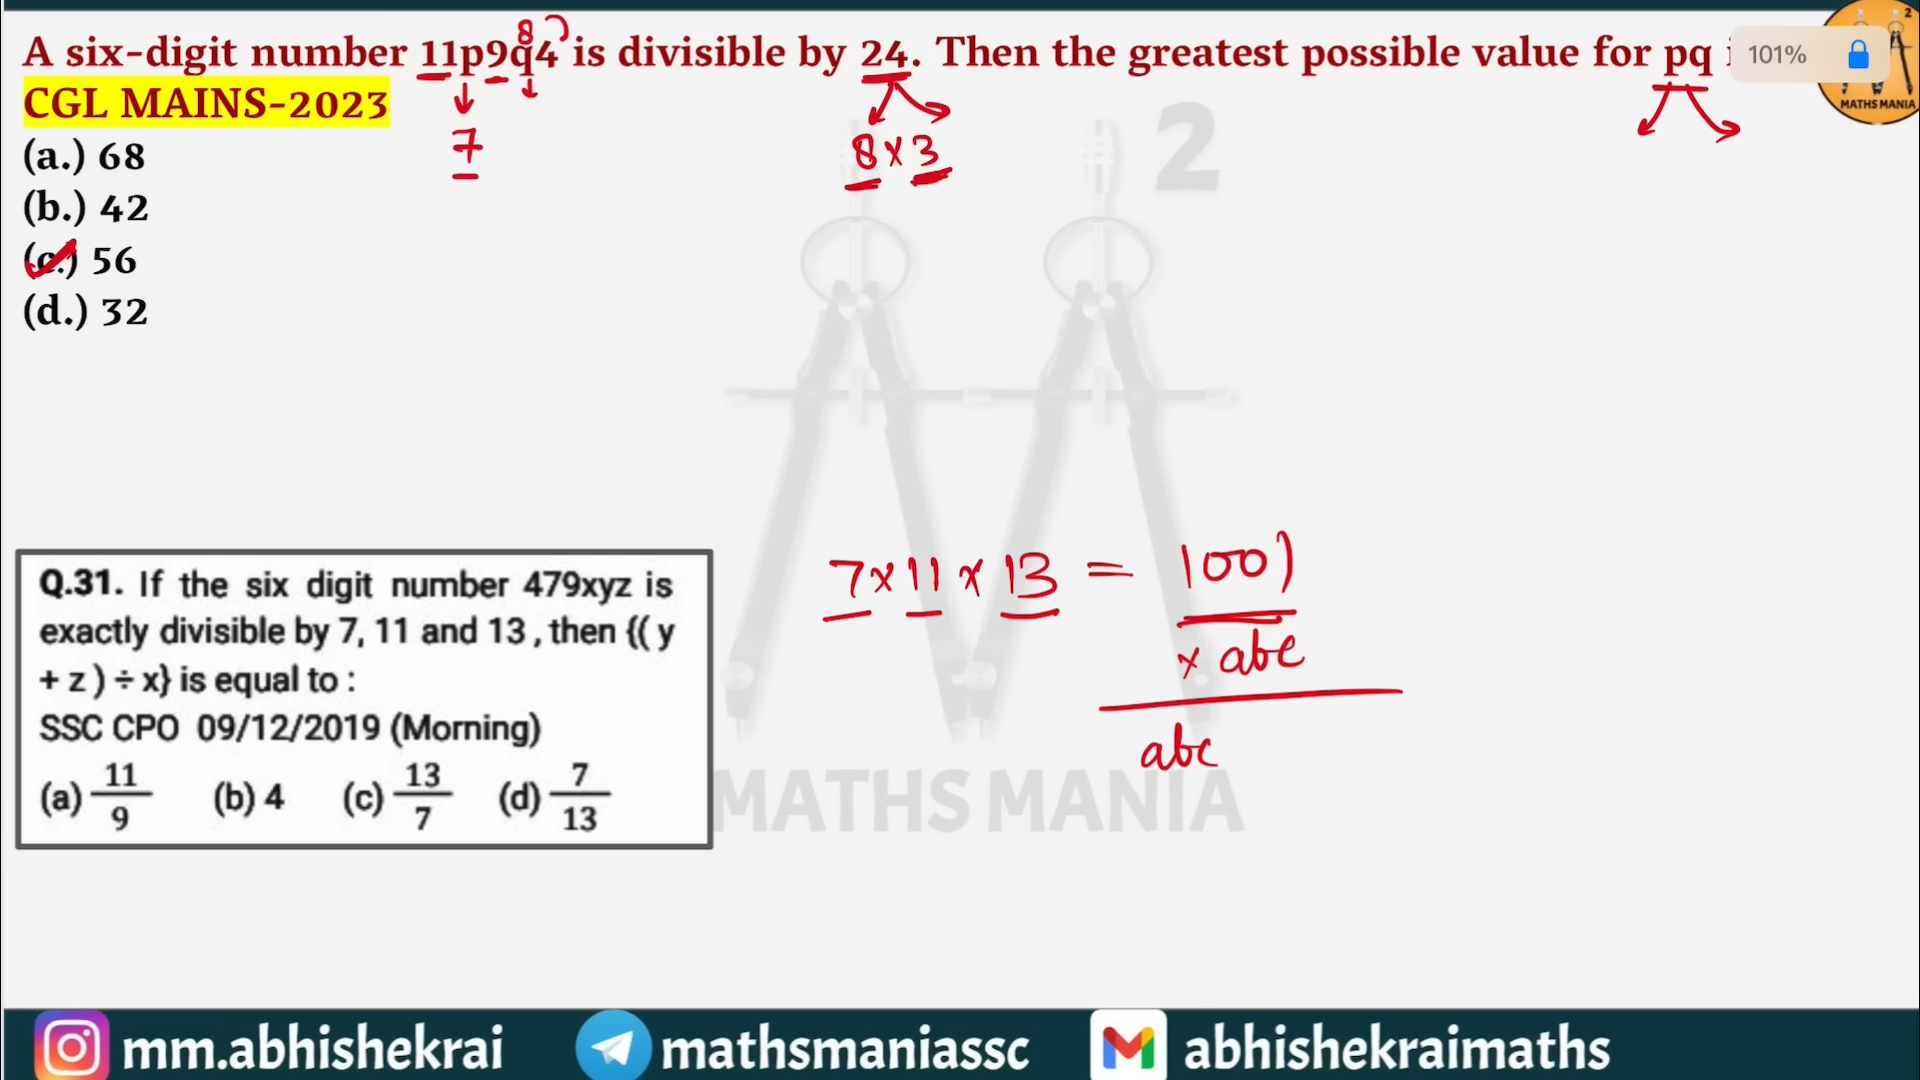 A six-digit number 11p9q4 is divisible by 24. Then the greatest possible value for pq
8
101%
CGL MAINS-2023
7
8 × 3
2
MATHS MANIA
(a.) 68
(b.) 42
(c.) 56
(d.) 32
Q.31. If the six digit number 479xyz is
exactly divisible by 7, 11 and 13 , then {( y
+ z ) ÷ x} is equal to :
SSC CPO 09/12/2019 (Morning)
(a) 11/9 (b) 4 (c) 13/7 (d) 7/13
7 × 11 × 13 = 1001
× abc
abc
MATHS MANIA
mm.abhishekrai
mathsmaniassc
abhishekraimaths